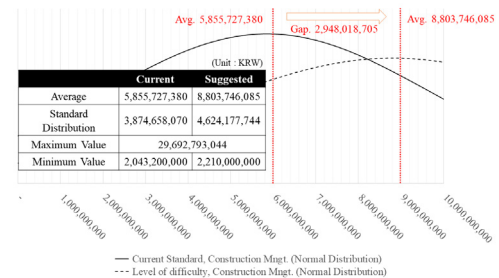 Avg. 5,855,727,380
Avg. 8,803,746,085
Gap. 2,948,018,705
(Unit : KRW)
Current Suggested
Average 5,855,727,380 8,803,746,085
Standard Distribution 3,874,658,070 4,624,177,744
Maximum Value 29,692,793,044
Minimum Value 2,043,200,000 2,210,000,000
-
1,000,000,000
2,000,000,000
3,000,000,000
4,000,000,000
5,000,000,000
6,000,000,000
7,000,000,000
8,000,000,000
9,000,000,000
10,000,000,000
Current Standard, Construction Mngt. (Normal Distribution)
Level of difficulty, Construction Mngt. (Normal Distribution)